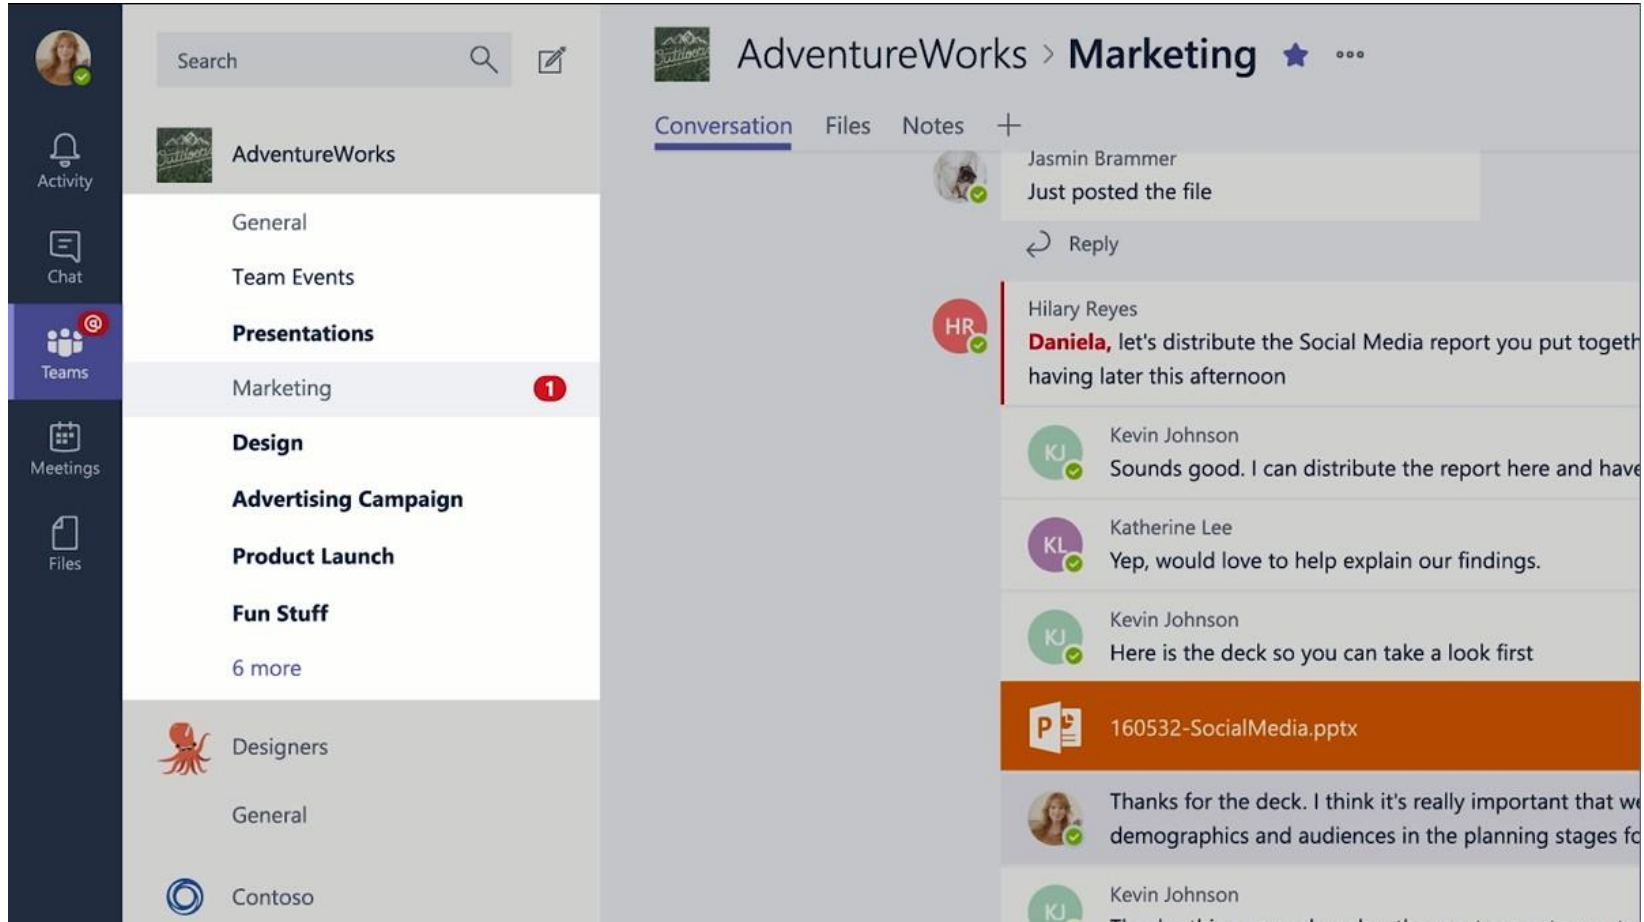 Activity
Chat
@
Teams
Meetings
Files
Search
AdventureWorks
General
Team Events
Presentations
Marketing 1
Design
Advertising Campaign
Product Launch
Fun Stuff
6 more
Designers
General
Contoso
Outdoors
AdventureWorks > Marketing
Conversation Files Notes
Jasmin Brammer
Just posted the file
Reply
HR
Hilary Reyes
Daniela, let's distribute the Social Media report you put
having later this afternoon
KJ
Kevin Johnson
Sounds good. I can distribute the report here and have
KL
Katherine Lee
Yep, would love to help explain our findings.
KJ
Kevin Johnson
Here is the deck so you can take a look first
P
160532-SocialMedia.pptx
Thanks for the deck. I think it's really important that
demographics and audiences in the planning stages
KJ
Kevin Johnson